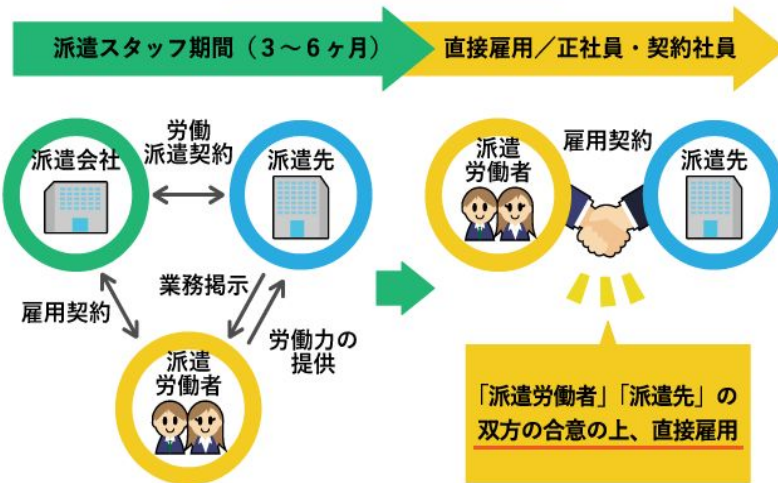 派遣スタッフ期間（3〜6ヶ月）
直接雇用／正社員・契約社員
労働
派遣契約
派遣会社
派遣先
雇用契約
業務掲示
労働力の
提供
派遣
労働者
派遣
労働者
雇用契約
派遣先
「派遣労働者」「派遣先」の
双方の合意の上、直接雇用